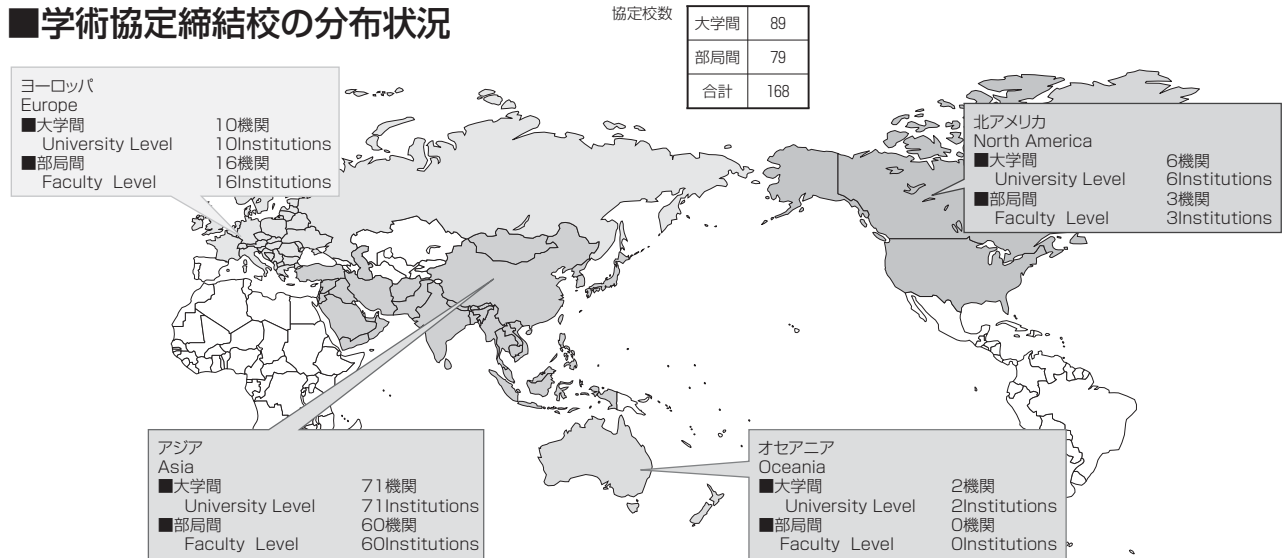 ■学術協定締結校の分布状況
協定校数
大学間 89
部局間 79
合計 168
ヨーロッパ
Europe
■大学間 10機関
University Level 10Institutions
■部局間 16機関
Faculty Level 16Institutions
北アメリカ
North America
■大学間 6機関
University Level 6Institutions
■部局間 3機関
Faculty Level 3Institutions
アジア
Asia
■大学間 71機関
University Level 71Institutions
■部局間 60機関
Faculty Level 60Institutions
オセアニア
Oceania
■大学間 2機関
University Level 2Institutions
■部局間 0機関
Faculty Level 0Institutions